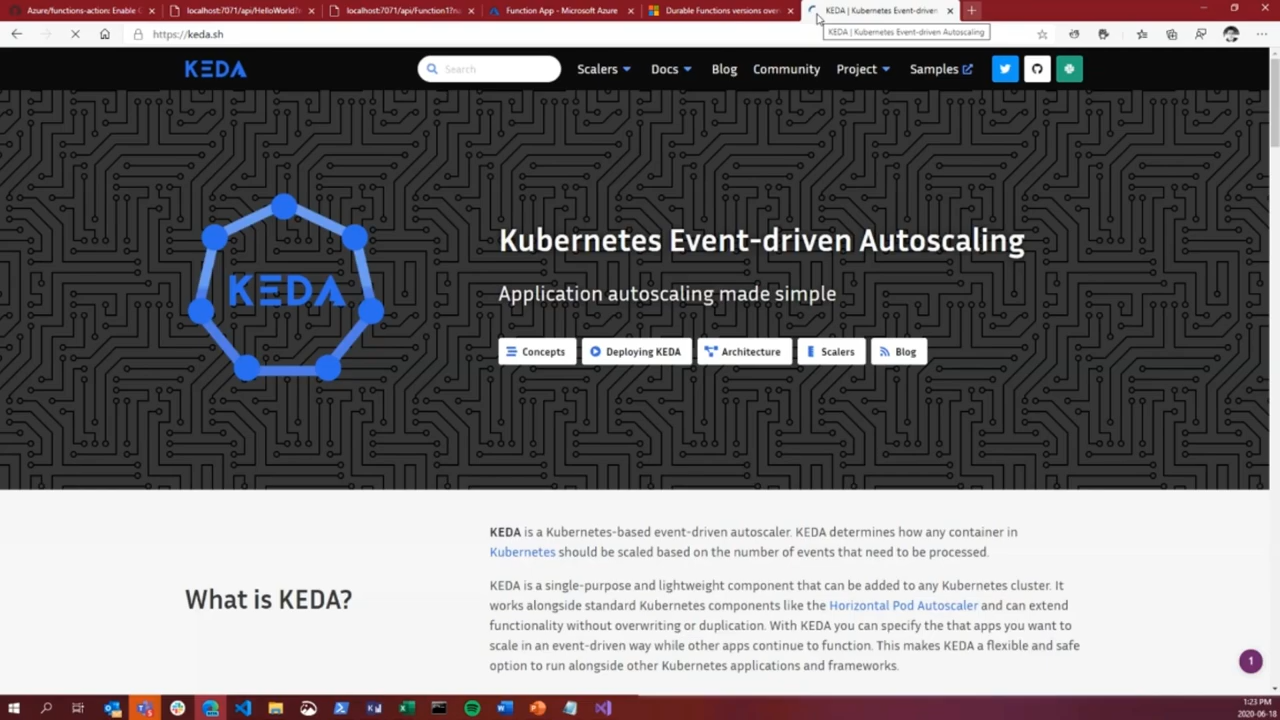 Azure/functions-action: Enable
localhost:7071/api/HelloWorld?
localhost:7071/api/Function1?
Function App - Microsoft Azure
Durable Functions versions over
KEDA | Kubernetes Event-driven
https://keda.sh
KEDA | Kubernetes Event-driven Autoscaling
KEDA
Search
Scalers
Docs
Blog
Community
Project
Samples
KEDA
Kubernetes Event-driven Autoscaling
Application autoscaling made simple
Concepts
Deploying KEDA
Architecture
Scalers
Blog
What is KEDA?
KEDA is a Kubernetes-based event-driven autoscaler. KEDA determines how any container in
Kubernetes should be scaled based on the number of events that need to be processed.
KEDA is a single-purpose and lightweight component that can be added to any Kubernetes cluster. It
works alongside standard Kubernetes components like the Horizontal Pod Autoscaler and can extend
functionality without overwriting or duplication. With KEDA you can specify the that apps you want to
scale in an event-driven way while other apps continue to function. This makes KEDA a flexible and safe
option to run alongside other Kubernetes applications and frameworks.
1
1:23 PM
2020-06-18